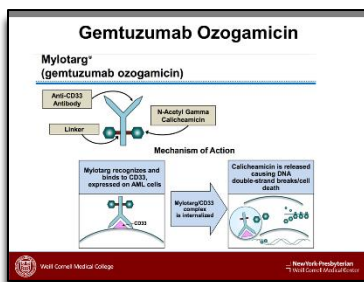 Gemtuzumab Ozogamicin
Mylotarg*
(gemtuzumab ozogamicin)
Anti-CD33
Antibody
Linker
N-Acetyl Gamma
Calicheamicin
Mechanism of Action
Mylotarg recognizes and
binds to CD33,
expressed on AML cells
CD33
Mylotarg/CD33
complex
is internalized
Calicheamicin is released
causing DNA
double-strand breaks/cell
death
Weill Cornell Medical College
NewYork-Presbyterian
Weill Cornell Medical Center